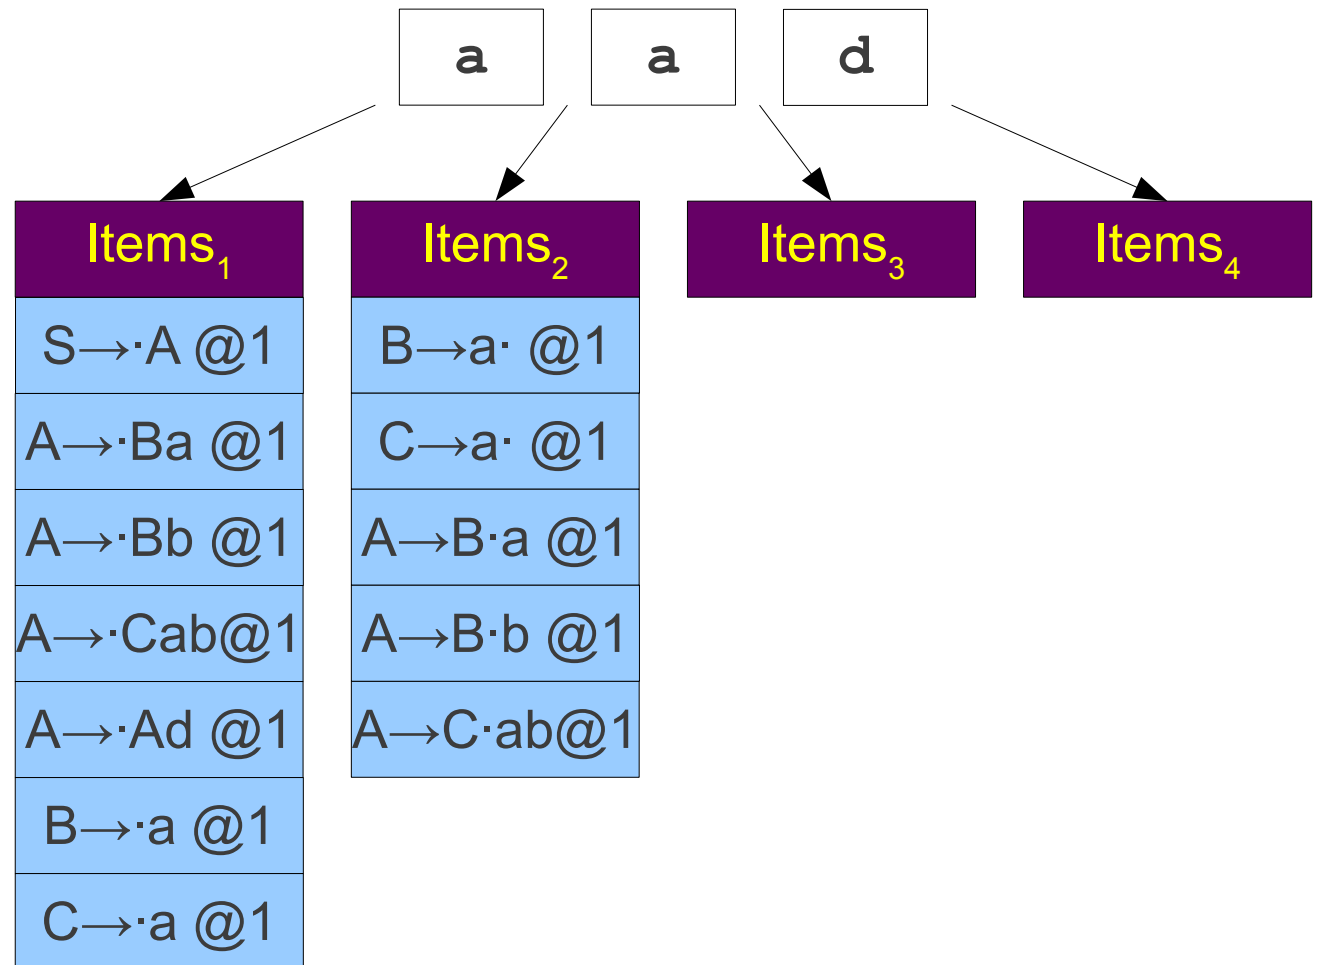 a a d
Items₁ Items₂ Items₃ Items₄
S→·A @1
A→·Ba @1
A→·Bb @1
A→·Cab@1
A→·Ad @1
B→·a @1
C→·a @1
B→a· @1
C→a· @1
A→B·a @1
A→B·b @1
A→C·ab@1